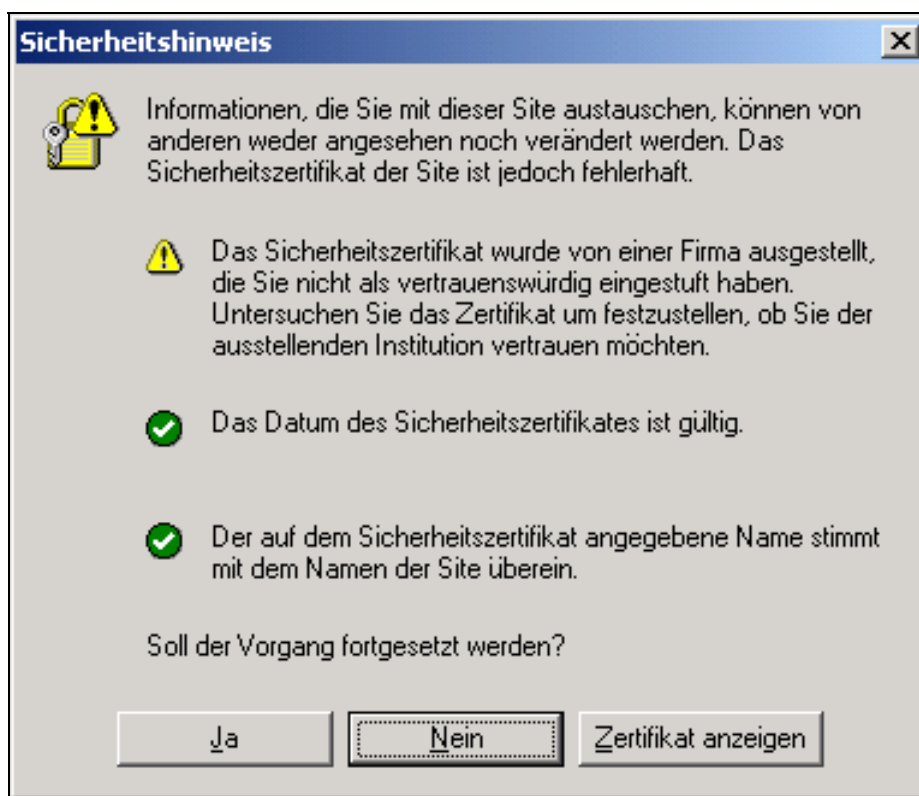 Sicherheitshinweis
Informationen, die Sie mit dieser Site austauschen, können von
anderen weder angesehen noch verändert werden. Das
Sicherheitszertifikat der Site ist jedoch fehlerhaft.
Das Sicherheitszertifikat wurde von einer Firma ausgestellt,
die Sie nicht als vertrauenswürdig eingestuft haben.
Untersuchen Sie das Zertifikat um festzustellen, ob Sie der
ausstellenden Institution vertrauen möchten.
Das Datum des Sicherheitszertifikates ist gültig.
Der auf dem Sicherheitszertifikat angegebene Name stimmt
mit dem Namen der Site überein.
Soll der Vorgang fortgesetzt werden?
Ja Nein Zertifikat anzeigen